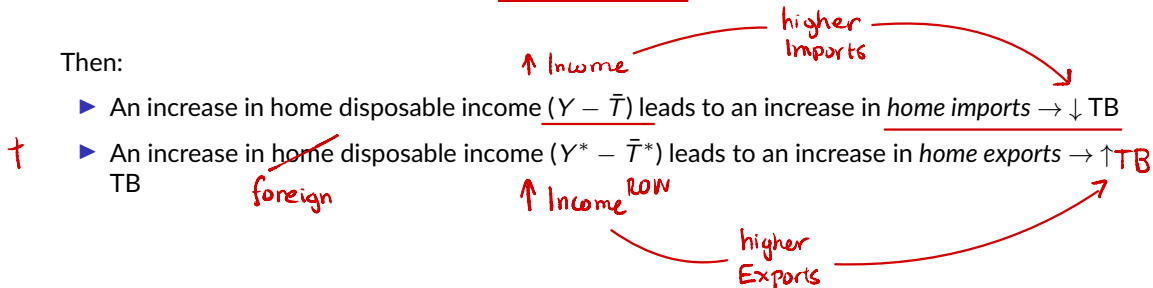 higher
Imports
Then:
↑ Income
▶ An increase in home disposable income (Y − T̄) leads to an increase in home imports → ↓ TB
† ▶ An increase in home disposable income (Y* − T̄*) leads to an increase in home exports → ↑ TB
TB
foreign
↑ Income ROW
higher
Exports